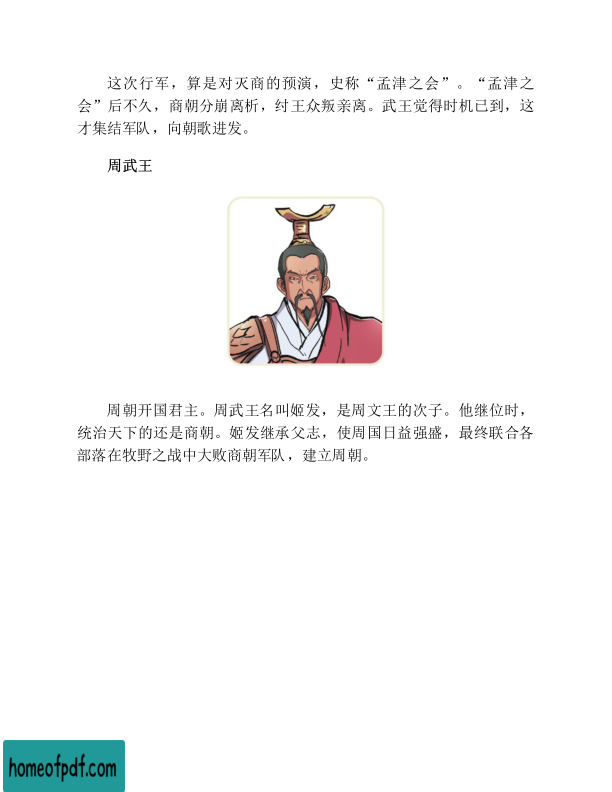 这次行军，算是对灭商的预演，史称“孟津之会”。“孟津之
会”后不久，商朝分崩离析，纣王众叛亲离。武王觉得时机已到，这
才集结军队，向朝歌进发。
周武王
周朝开国君主。周武王名叫姬发，是周文王的次子。他继位时，
统治天下的还是商朝。姬发继承父志，使周国日益强盛，最终联合各
部落在牧野之战中大败商朝军队，建立周朝。
homeofpdf.com